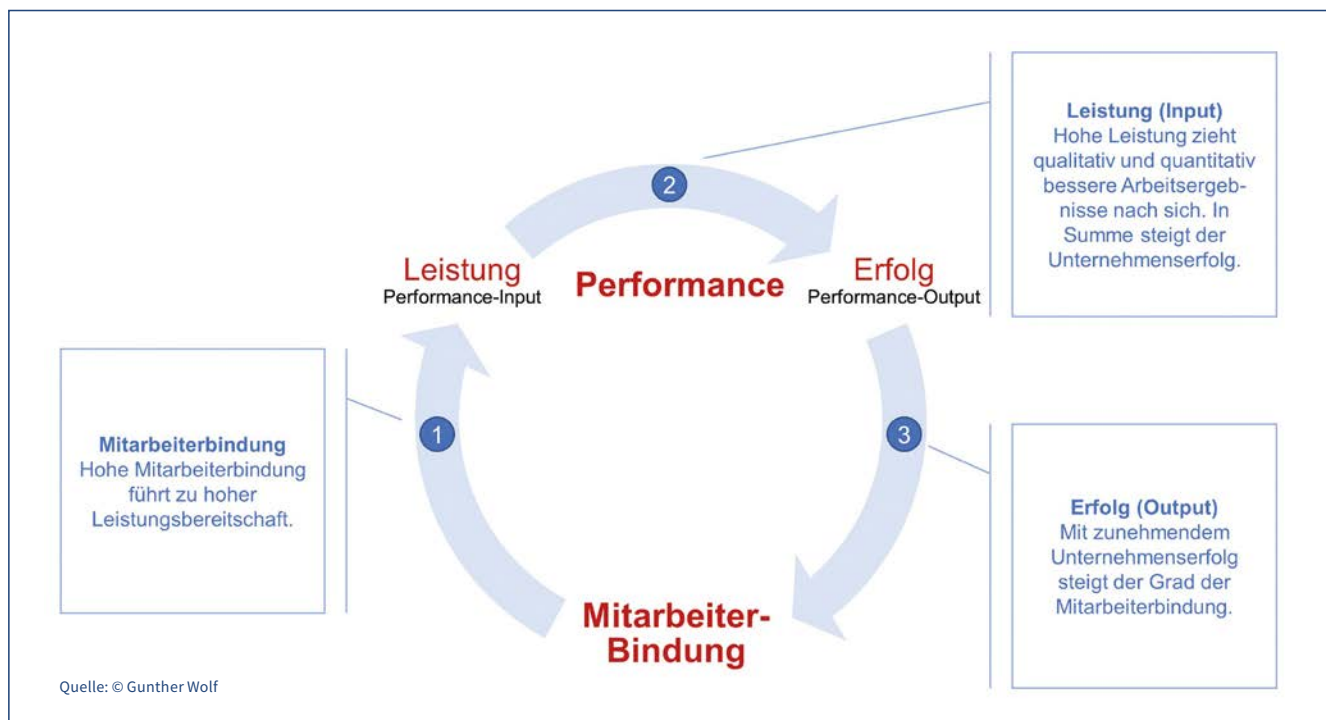 Leistung (Input)
Hohe Leistung zieht
qualitativ und quantitativ
bessere Arbeitsergeb-
nisse nach sich. In
Summe steigt der
Unternehmenserfolg.
2
Leistung
Performance-Input
Performance
Erfolg
Performance-Output
1
3
Mitarbeiterbindung
Hohe Mitarbeiterbindung
führt zu hoher
Leistungsbereitschaft.
Erfolg (Output)
Mit zunehmendem
Unternehmenserfolg
steigt der Grad der
Mitarbeiterbindung.
Mitarbeiter-
Bindung
Quelle: © Gunther Wolf